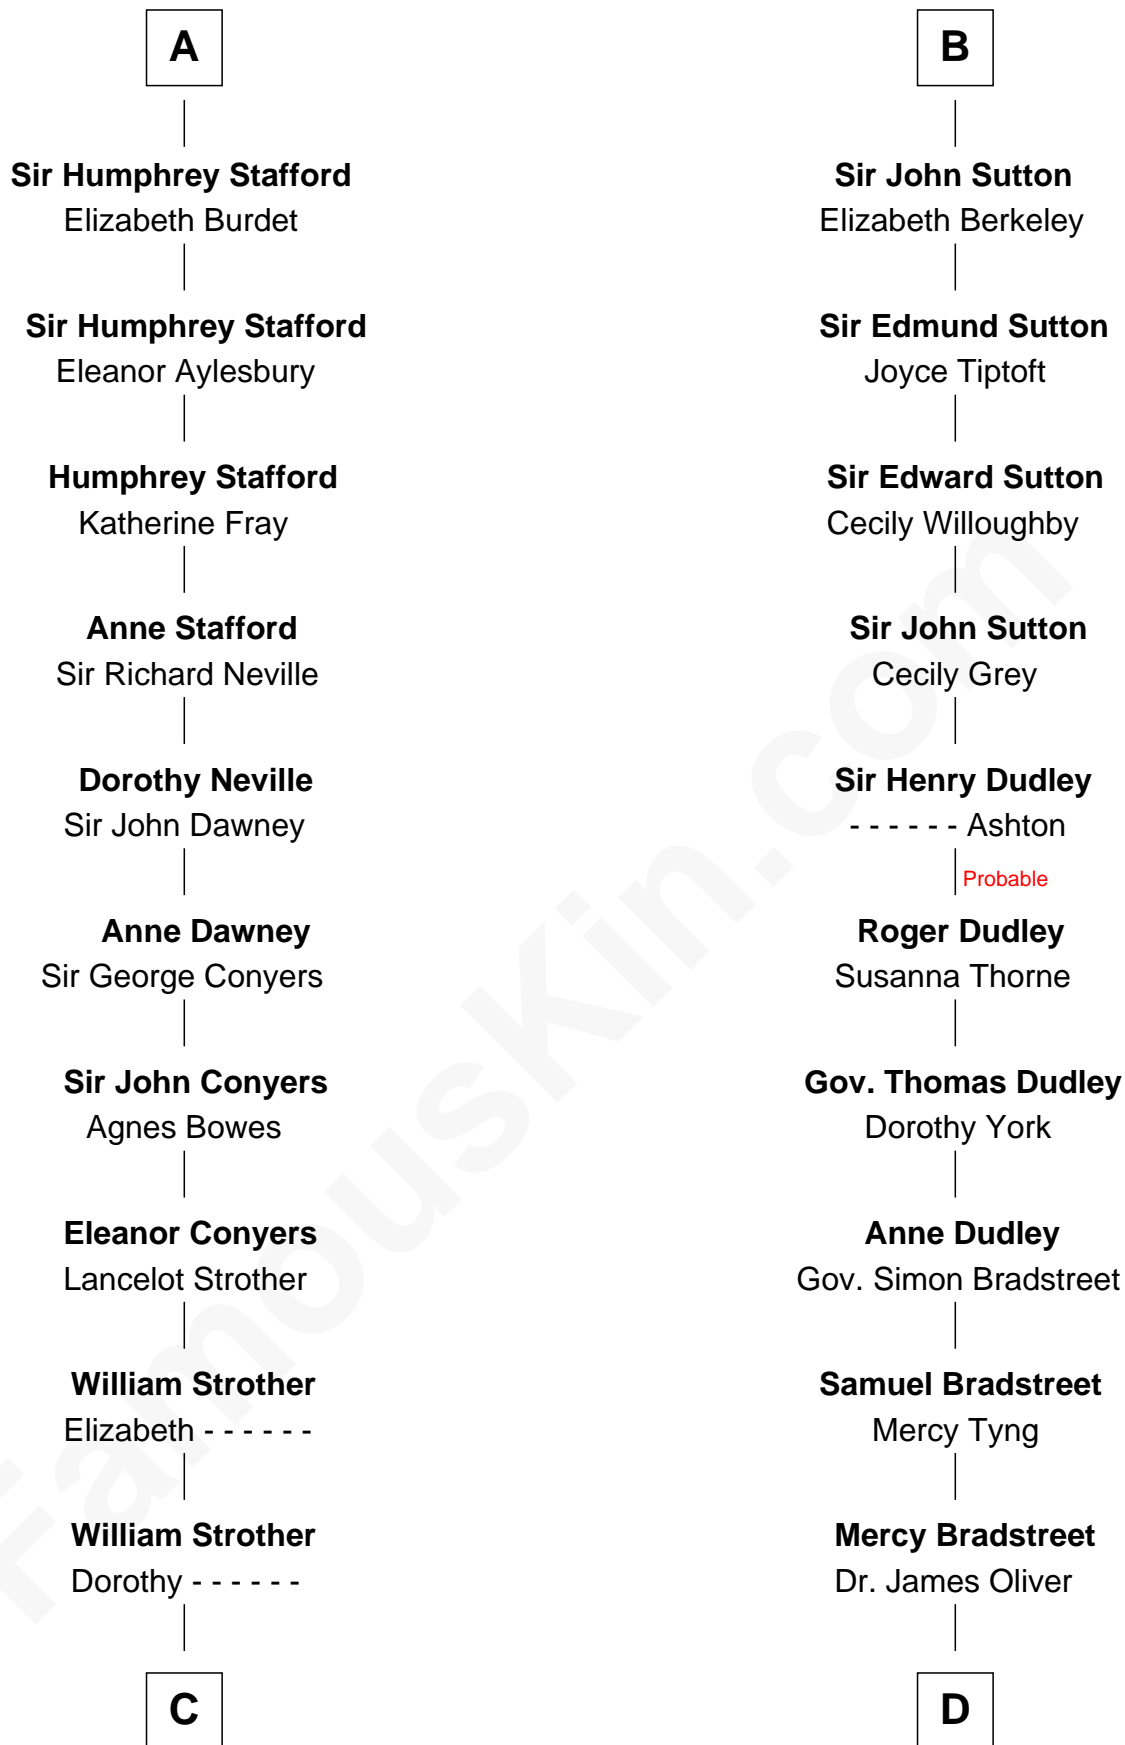 A
Sir Humphrey Stafford
Elizabeth Burdet
Sir Humphrey Stafford
Eleanor Aylesbury
Humphrey Stafford
Katherine Fray
Anne Stafford
Sir Richard Neville
Dorothy Neville
Sir John Dawney
Anne Dawney
Sir George Conyers
Sir John Conyers
Agnes Bowes
Eleanor Conyers
Lancelot Strother
William Strother
Elizabeth - - - - - -
William Strother
Dorothy - - - - - -
C
B
Sir John Sutton
Elizabeth Berkeley
Sir Edmund Sutton
Joyce Tiptoft
Sir Edward Sutton
Cecily Willoughby
Sir John Sutton
Cecily Grey
Sir Henry Dudley
- - - - - - Ashton
Probable
Roger Dudley
Susanna Thorne
Gov. Thomas Dudley
Dorothy York
Anne Dudley
Gov. Simon Bradstreet
Samuel Bradstreet
Mercy Tyng
Mercy Bradstreet
Dr. James Oliver
D
FamousKin.com